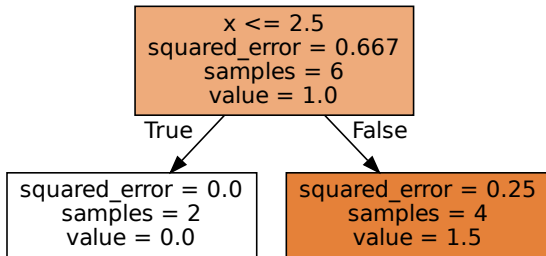 x <= 2.5
squared_error = 0.667
samples = 6
value = 1.0
True
False
squared_error = 0.0
samples = 2
value = 0.0
squared_error = 0.25
samples = 4
value = 1.5